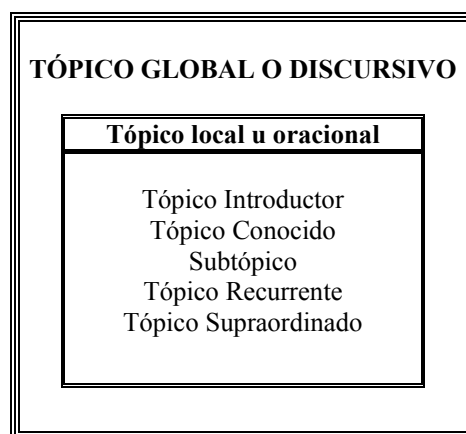 TÓPICO GLOBAL O DISCURSIVO
Tópico local u oracional
Tópico Introductor
Tópico Conocido
Subtópico
Tópico Recurrente
Tópico Supraordinado